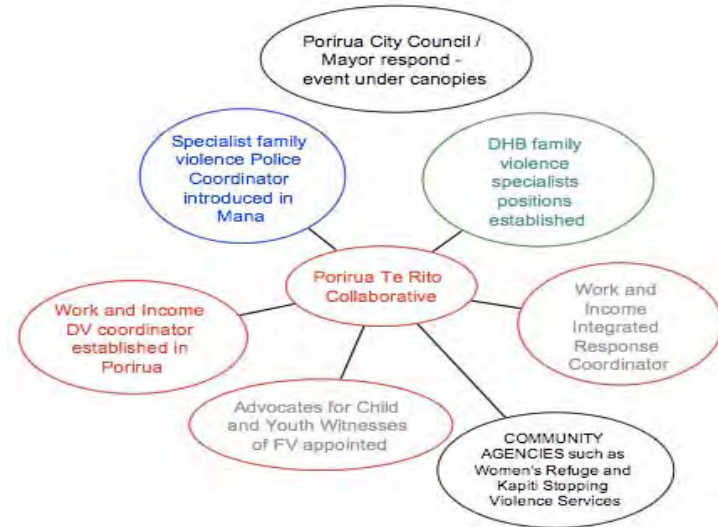 Porirua City Council /
Mayor respond -
event under canopies
Specialist family
violence Police
Coordinator
introduced in
Mana
DHB family
violence
specialists
positions
established
Porirua Te Rito
Collaborative
Work and Income
DV coordinator
established in
Porirua
Work and
Income
Integrated
Response
Coordinator
Advocates for Child
and Youth Witnesses
of FV appointed
COMMUNITY
AGENCIES such as
Women's Refuge and
Kapiti Stopping
Violence Services